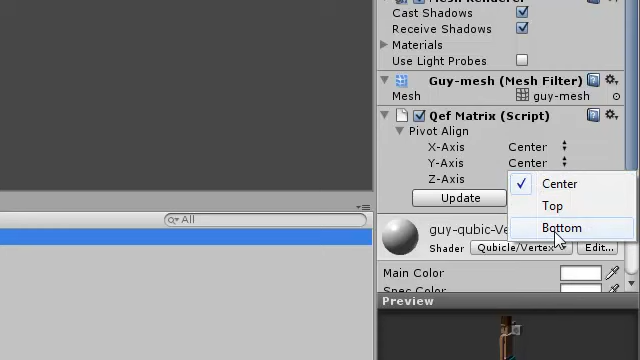 Cast Shadows
Receive Shadows
Materials
Use Light Probes
Guy-mesh (Mesh Filter)
Mesh guy-mesh
Qef Matrix (Script)
Pivot Align
X-Axis Center
Y-Axis Center
Z-Axis
Center
Top
Bottom
Update
All
guy-qubic-Ve
Shader Qubicle/Vertex Edit...
Main Color
Spec Color
Preview